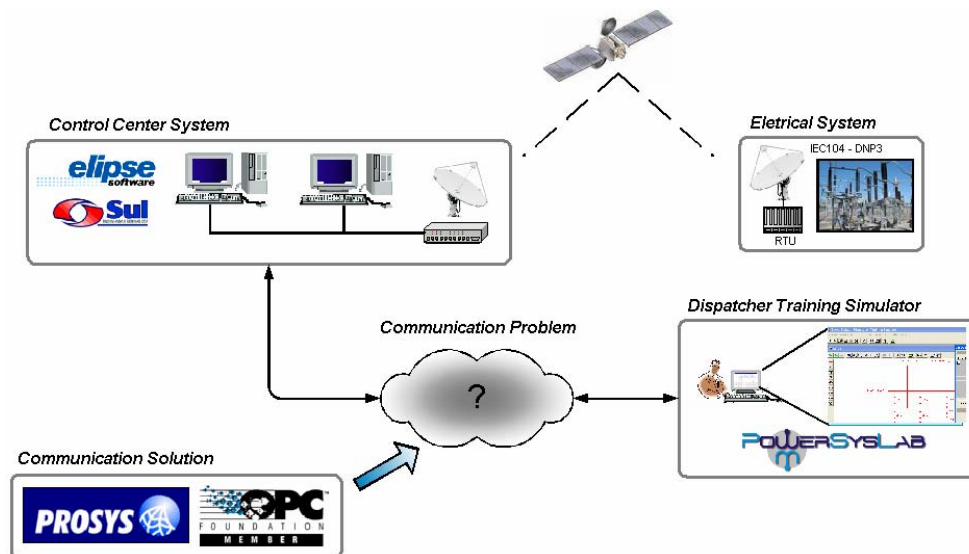 Control Center System
Eletrical System
elipse
software
Sul
IEC104 - DNP3
RTU
Dispatcher Training Simulator
Communication Problem
?
POWERSYSLAB
Communication Solution
PROSYS
OPC
FOUNDATION
MEMBER